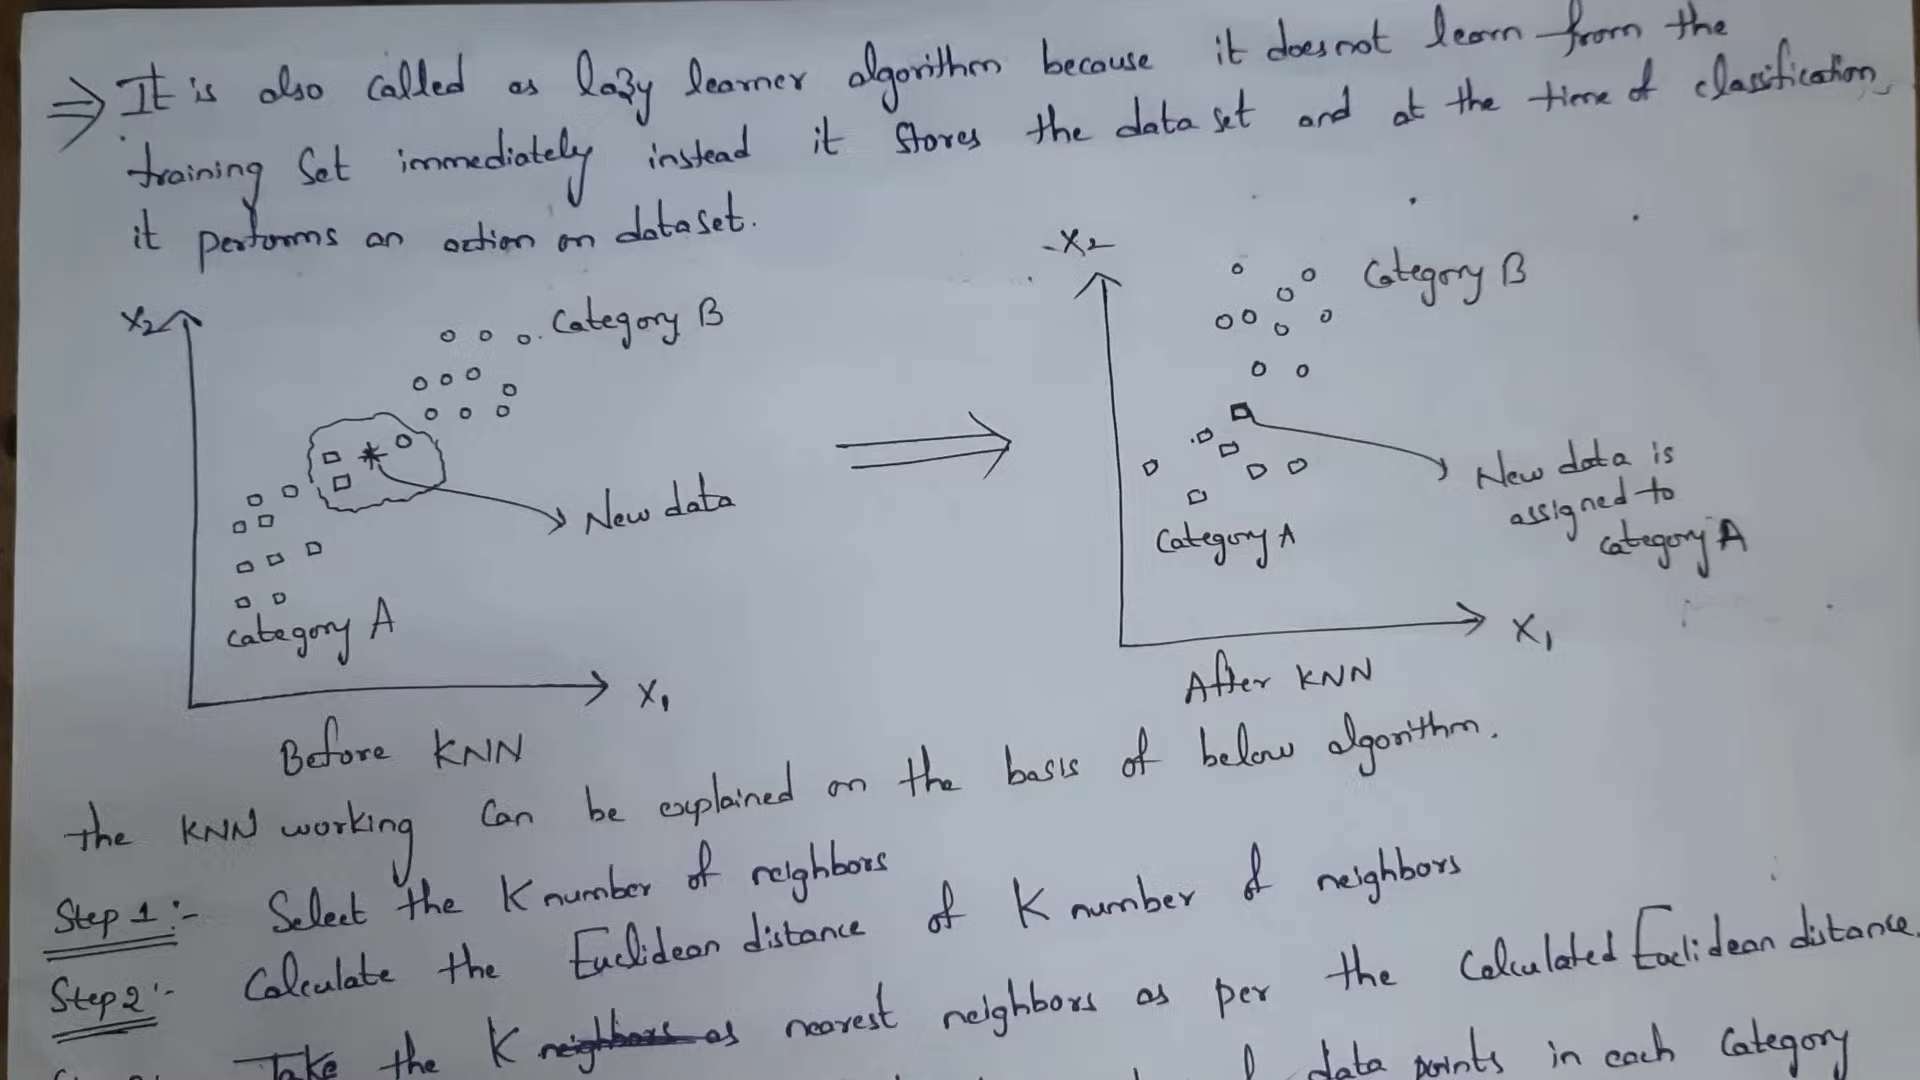 ⇒ It is also called as lazy learner algorithm because it does not learn from the
training Set immediately instead it Stores the data set and at the time of classification
it performs an action on dataset.
X2
Category B
New data
Category A
X1
Before KNN
X2
Category B
New data is
assigned to
category A
Category A
X1
After KNN
the KNN working Can be explained on the basis of below algorithm.
Step 1:- Select the K number of neighbors
Step 2:- Calculate the Euclidean distance of K number of neighbors
Take the K nearest neighbors as per the Calculated Euclidean distance.
data points in each Category